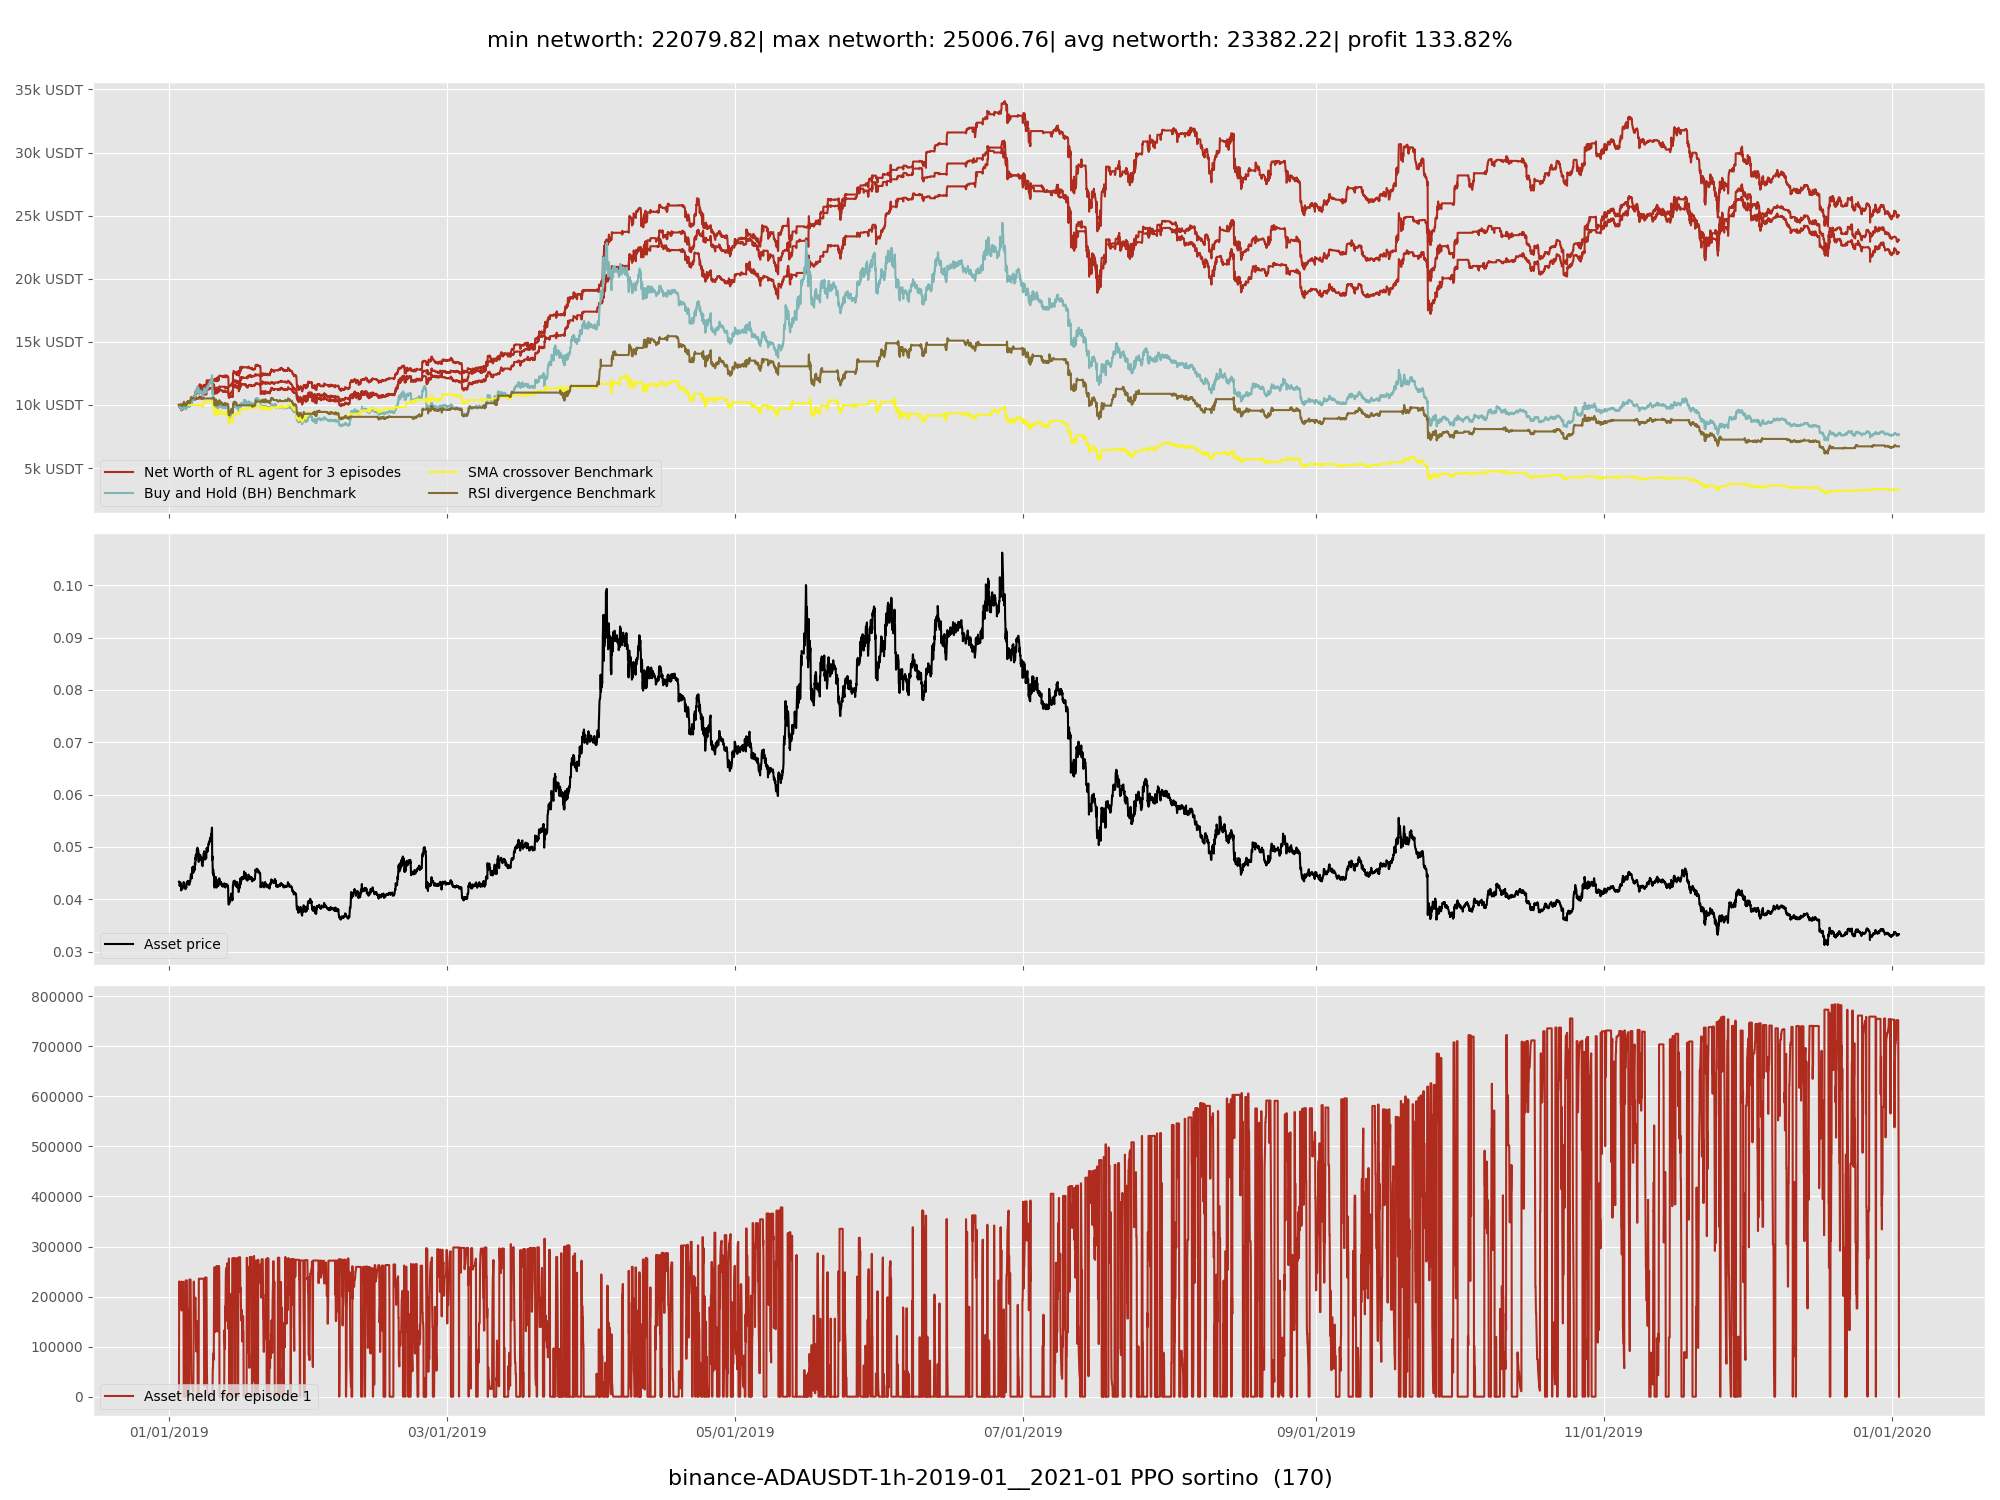 min networth: 22079.82| max networth: 25006.76| avg networth: 23382.22| profit 133.82%
35k USDT
30k USDT
25k USDT
20k USDT
15k USDT
10k USDT
5k USDT
Net Worth of RL agent for 3 episodes
Buy and Hold (BH) Benchmark
SMA crossover Benchmark
RSI divergence Benchmark
0.10
0.09
0.08
0.07
0.06
0.05
0.04
0.03
Asset price
800000
700000
600000
500000
400000
300000
200000
100000
0
Asset held for episode 1
01/01/2019 03/01/2019 05/01/2019 07/01/2019 09/01/2019 11/01/2019 01/01/2020
binance-ADAUSDT-1h-2019-01__2021-01 PPO sortino (170)